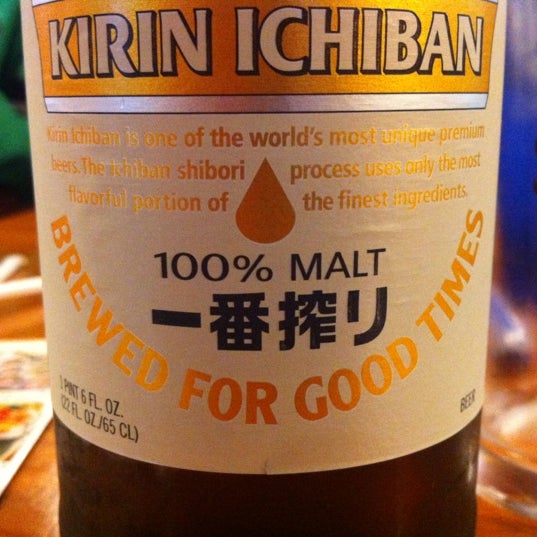 KIRIN ICHIBAN
Kirin Ichiban is one of the world's most unique premium
beers. The ichiban shibori process uses only the most
flavorful portion of the finest ingredients.
100% MALT
一番搾り
BREWED FOR GOOD TIMES
1 PINT 6 FL. OZ.
(22 FL. OZ./65 CL)
BEER